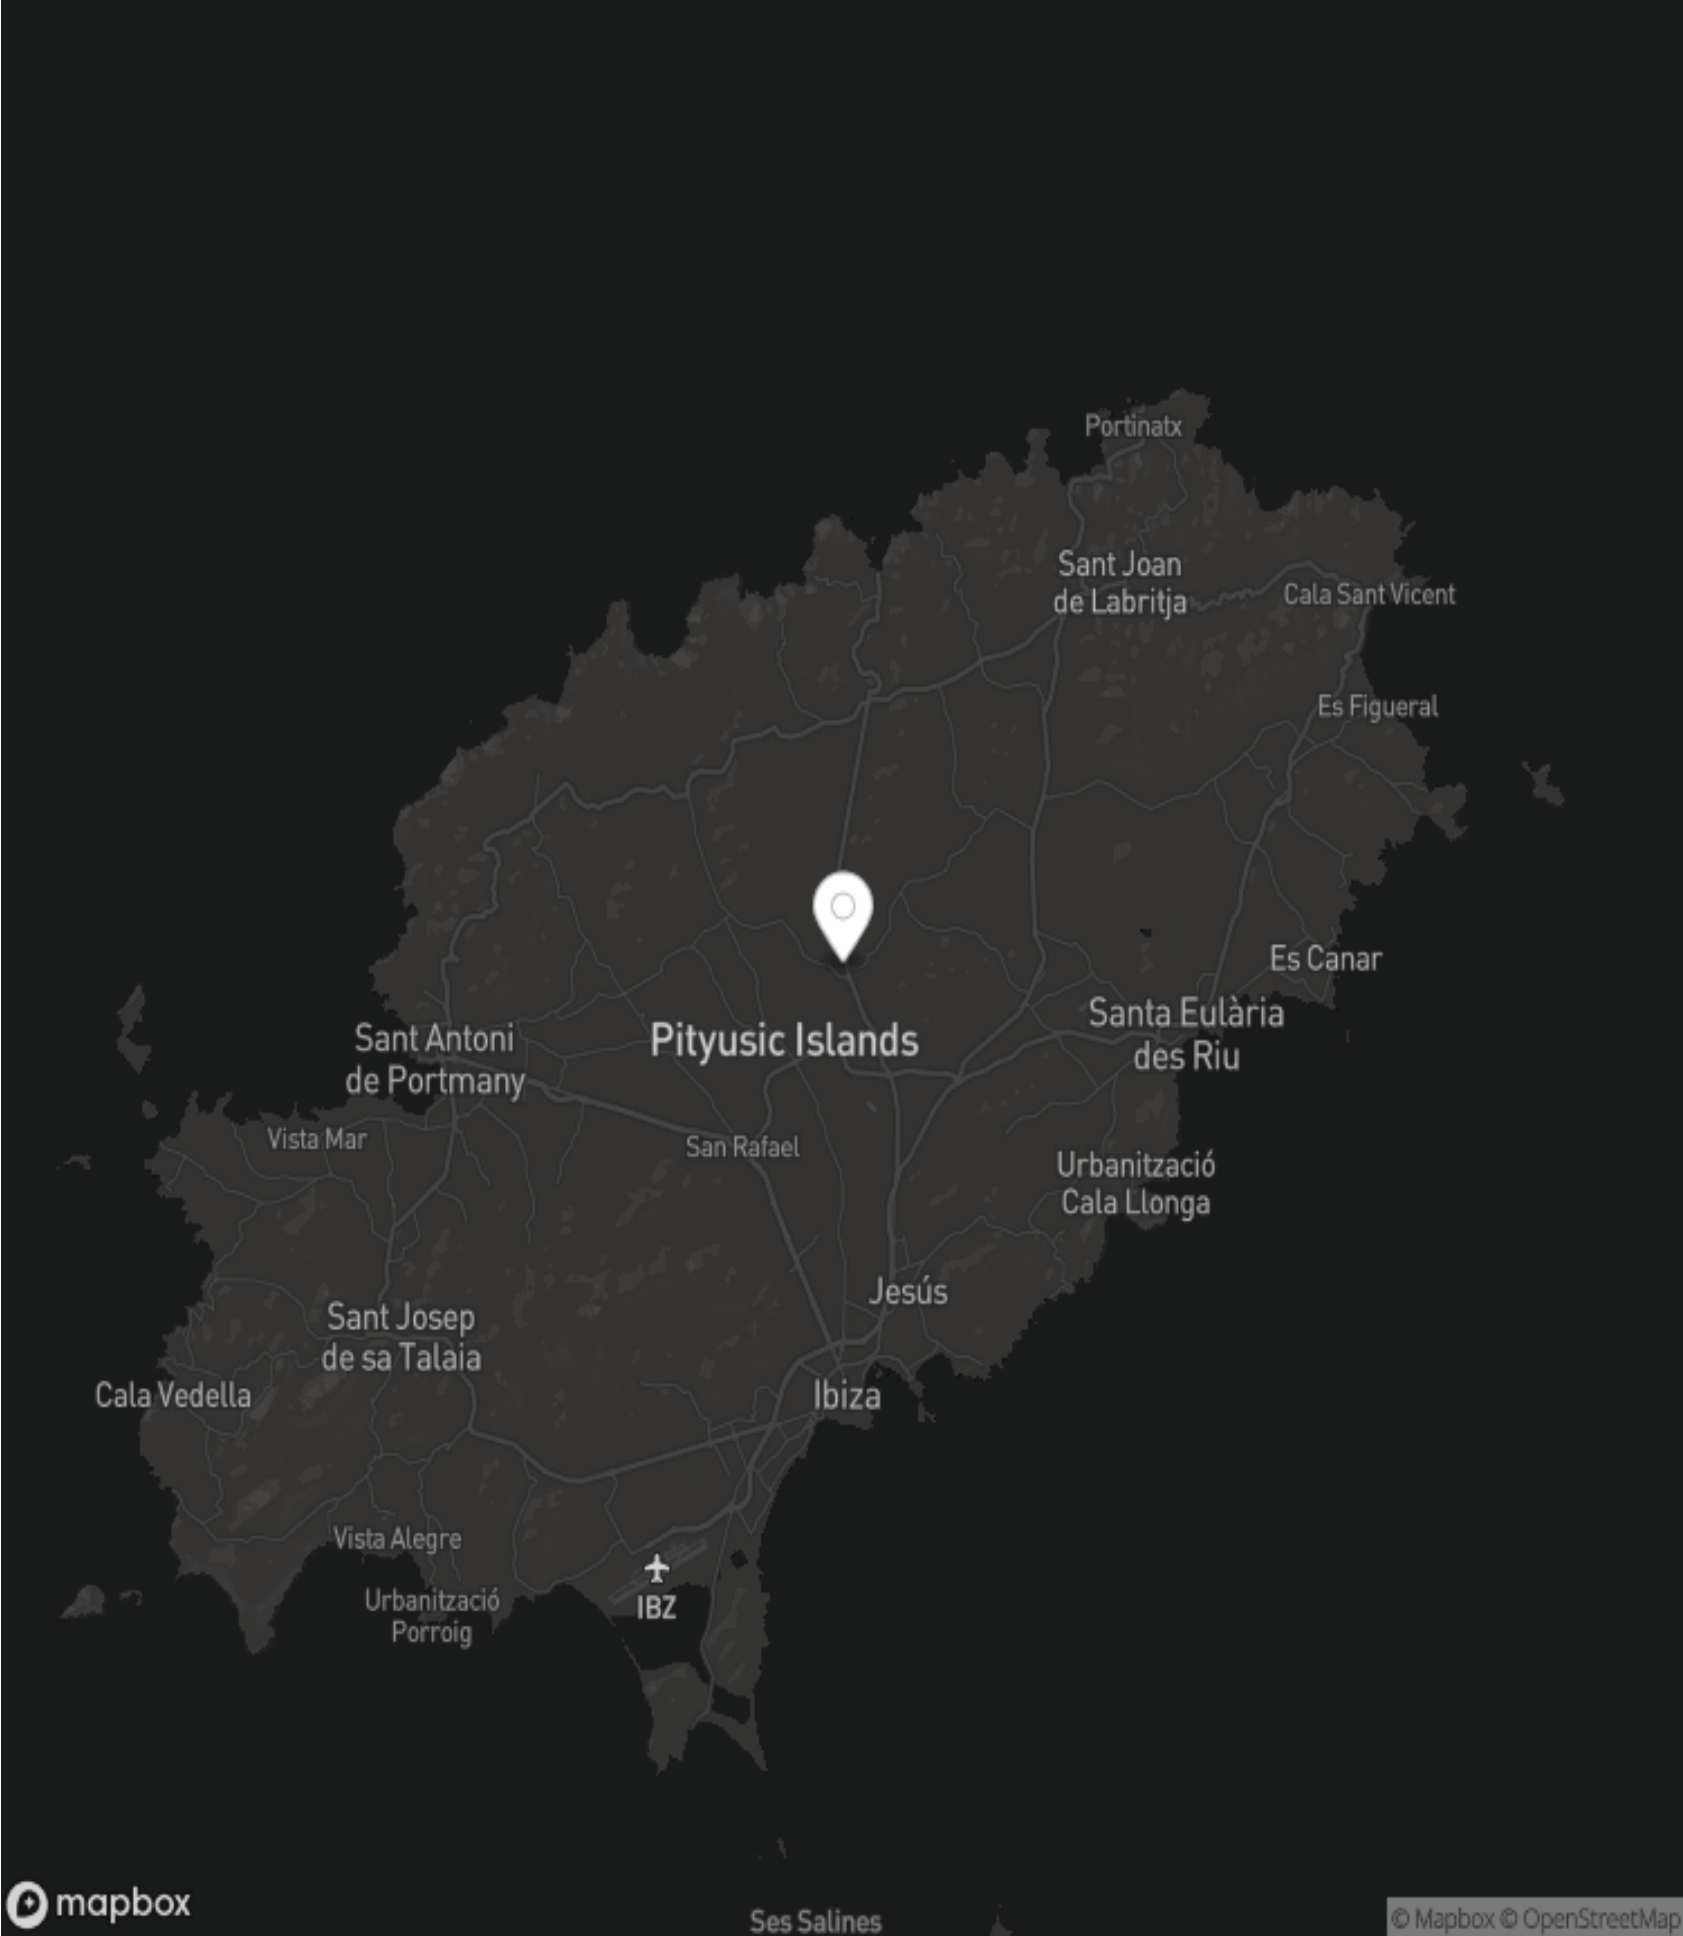 Portinatx
Sant Joan
de Labritja
Cala Sant Vicent
Es Figueral
Es Canar
Santa Eulària
des Riu
Sant Antoni
de Portmany
Pityusic Islands
Vista Mar
San Rafael
Urbanització
Cala Llonga
Jesús
Sant Josep
de sa Talaia
Cala Vedella
Ibiza
Vista Alegre
Urbanització
Porroig
IBZ
mapbox
Ses Salines
© Mapbox © OpenStreetMap